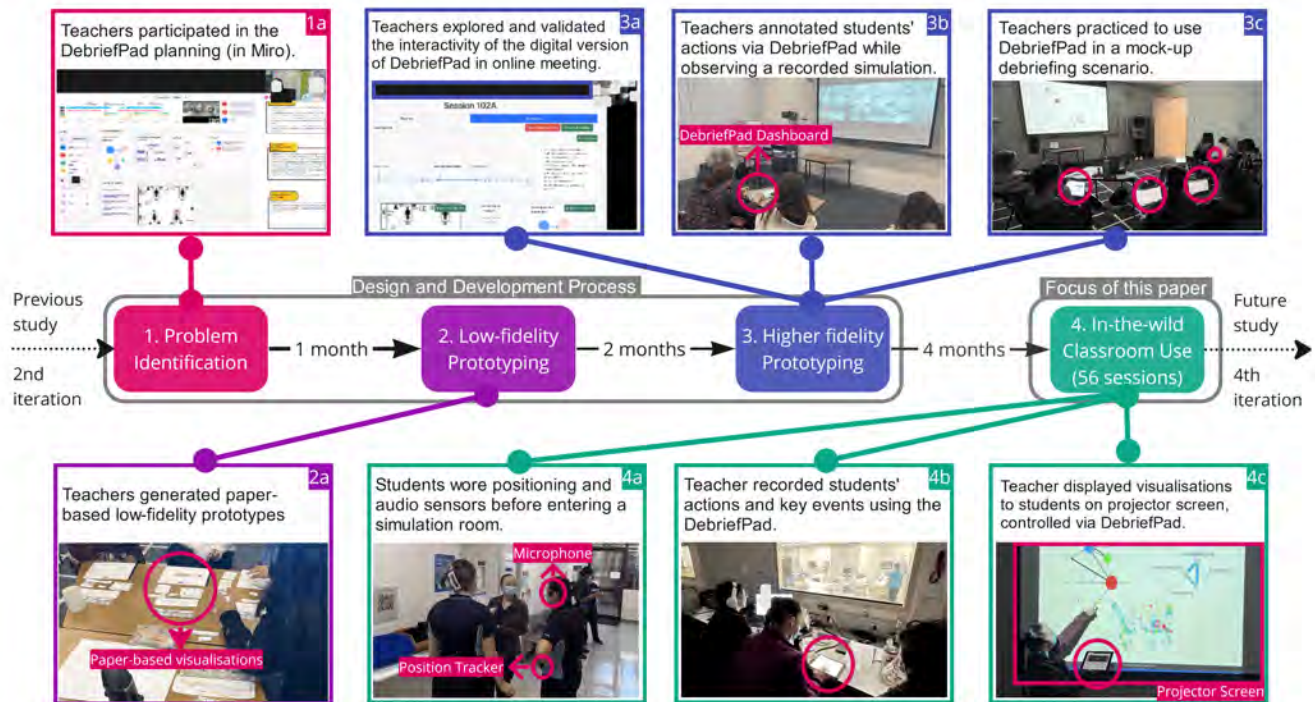 1a
Teachers participated in the
DebriefPad planning (in Miro).
3a
Teachers explored and validated
the interactivity of the digital version
of DebriefPad in online meeting.
Session 102A
3b
Teachers annotated students'
actions via DebriefPad while
observing a recorded simulation.
DebriefPad Dashboard
3c
Teachers practiced to use
DebriefPad in a mock-up
debriefing scenario.
Design and Development Process
Focus of this paper
Previous
study
2nd
iteration
1. Problem
Identification
1 month
2. Low-fidelity
Prototyping
2 months
3. Higher fidelity
Prototyping
4 months
4. In-the-wild
Classroom Use
(56 sessions)
Future
study
4th
iteration
2a
Teachers generated paper-
based low-fidelity prototypes
Paper-based visualisations
4a
Students wore positioning and
audio sensors before entering a
simulation room.
Microphone
Position Tracker
4b
Teacher recorded students'
actions and key events using the
DebriefPad.
4c
Teacher displayed visualisations
to students on projector screen,
controlled via DebriefPad.
Projector Screen